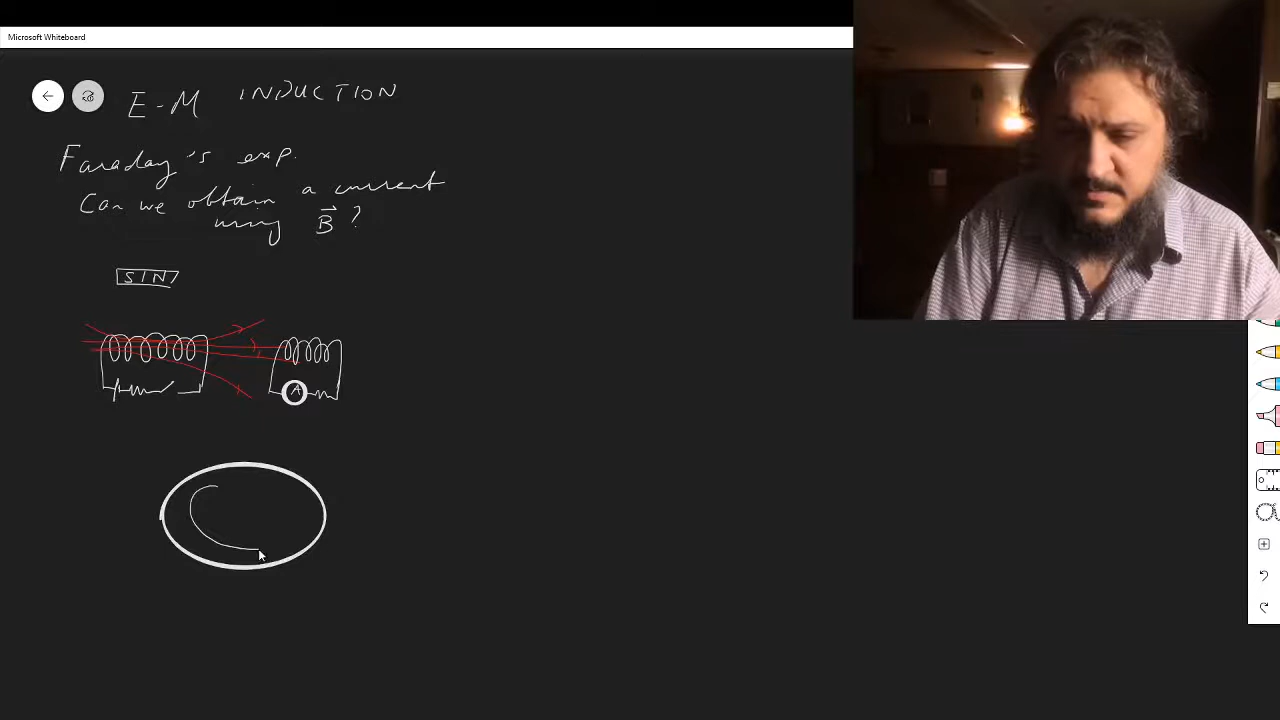 Microsoft Whiteboard
E-M INDUCTION
Faraday's exp.
Can we obtain a current
using B⃗ ?
S I N
A